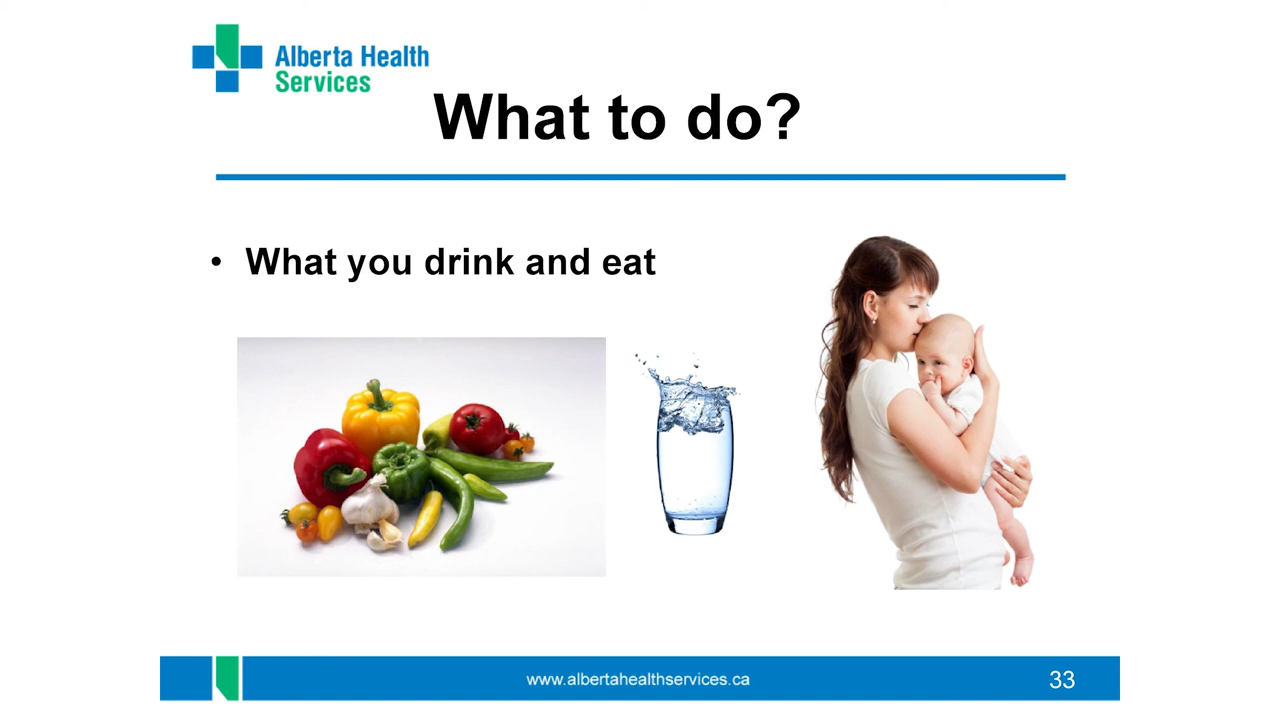 Alberta Health
Services
What to do?
• What you drink and eat
www.albertahealthservices.ca
33